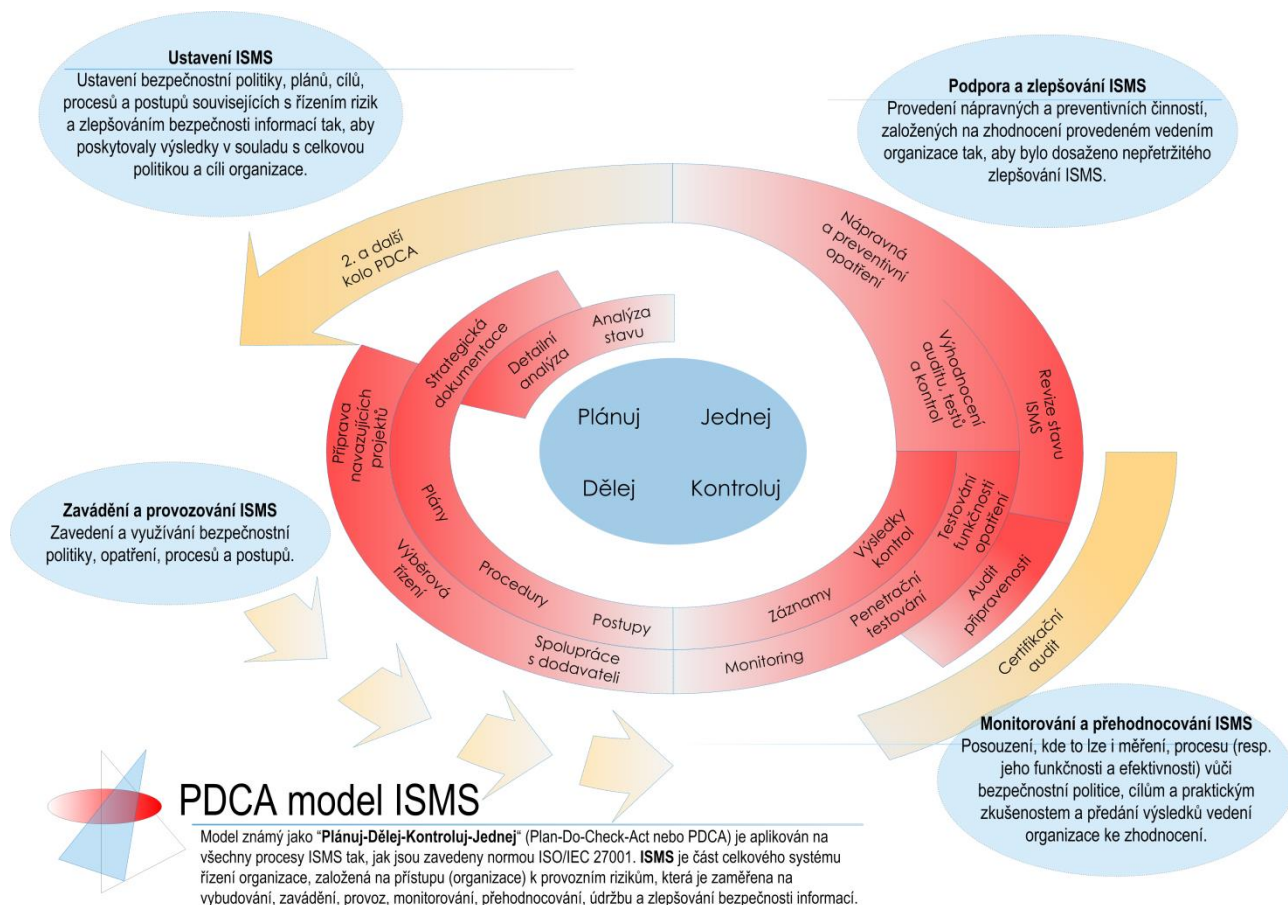 Ustavení ISMS
Ustavení bezpečnostní politiky, plánů, cílů,
procesů a postupů souvisejících s řízením rizik
a zlepšováním bezpečnosti informací tak, aby
poskytovaly výsledky v souladu s celkovou
politikou a cíli organizace.
Podpora a zlepšování ISMS
Provedení nápravných a preventivních činností,
založených na zhodnocení provedeném vedením
organizace tak, aby bylo dosaženo nepřetržitého
zlepšování ISMS.
2. a další
kolo PDCA
Nápravná
a preventivní
opatření
Strategická
dokumentace
Detailní
analýza
Analýza
stavu
Výhodnocení
auditu, testů
a kontrol
Revize stavu
ISMS
Příprava
navazujících
projektů
Plánuj
Jednej
Dělej
Kontroluj
Zavádění a provozování ISMS
Zavedení a využívání bezpečnostní
politiky, opatření, procesů a postupů.
Plány
Procedury
Postupy
Výběrová
řízení
Spolupráce
s dodavateli
Záznamy
Výsledky
kontrol
Testování
funkčnosti
opatření
Monitoring
Penetrační
testování
Audit
připravenosti
Certifikační
audit
Monitorování a přehodnocování ISMS
Posouzení, kde to lze i měření, procesu (resp.
jeho funkčnosti a efektivnosti) vůči
bezpečnostní politice, cílům a praktickým
zkušenostem a předání výsledků vedení
organizace ke zhodnocení.
PDCA model ISMS
Model známý jako “Plánuj-Dělej-Kontroluj-Jednej“ (Plan-Do-Check-Act nebo PDCA) je aplikován na
všechny procesy ISMS tak, jak jsou zavedeny normou ISO/IEC 27001. ISMS je část celkového systému
řízení organizace, založená na přístupu (organizace) k provozním rizikům, která je zaměřena na
vybudování, zavádění, provoz, monitorování, přehodnocování, údržbu a zlepšování bezpečnosti informací.